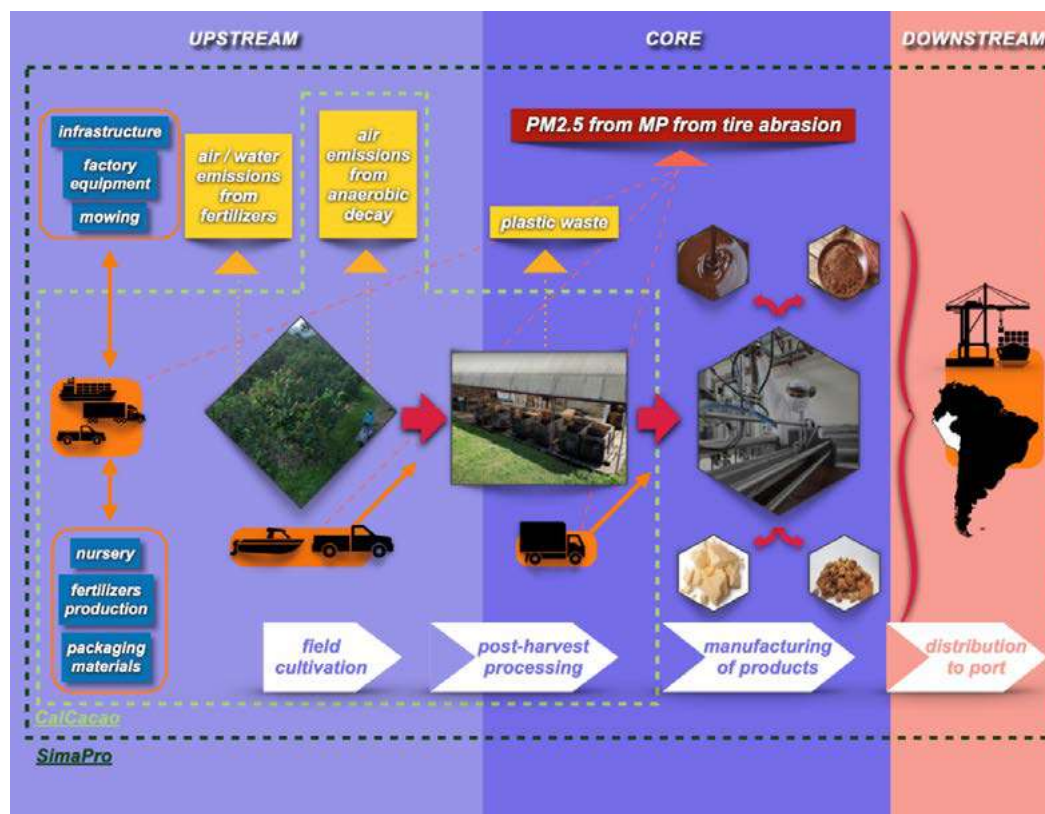 UPSTREAM
CORE
DOWNSTREAM
infrastructure
factory
equipment
mowing
air / water
emissions
from
fertilizers
air
emissions
from
anaerobic
decay
PM2.5 from MP from tire abrasion
plastic waste
nursery
fertilizers
production
packaging
materials
field
cultivation
post-harvest
processing
manufacturing
of products
distribution
to port
CalCacao
SimaPro